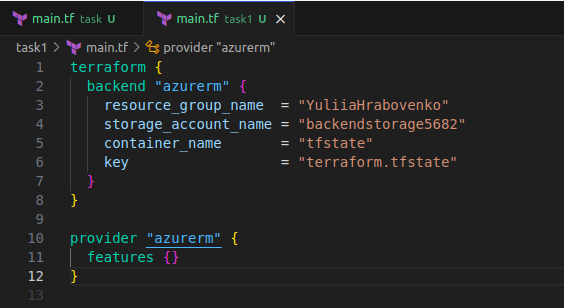 main.tf task U main.tf task1 U ×
task1 > main.tf > provider "azurerm"
1 terraform {
2   backend "azurerm" {
3     resource_group_name  = "YuliiaHrabovenko"
4     storage_account_name = "backendstorage5682"
5     container_name       = "tfstate"
6     key                  = "terraform.tfstate"
7   }
8 }
9
10 provider "azurerm" {
11   features {}
12 }
13